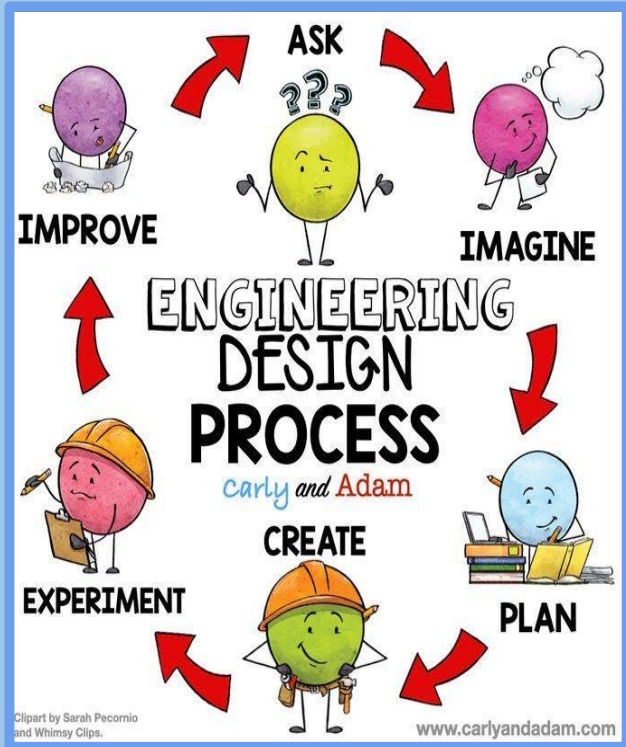 ASK
???
IMPROVE
IMAGINE
ENGINEERING
DESIGN
PROCESS
Carly and Adam
CREATE
EXPERIMENT
PLAN
Clipart by Sarah Pecornio
and Whimsy Clips.
www.carlyandadam.com